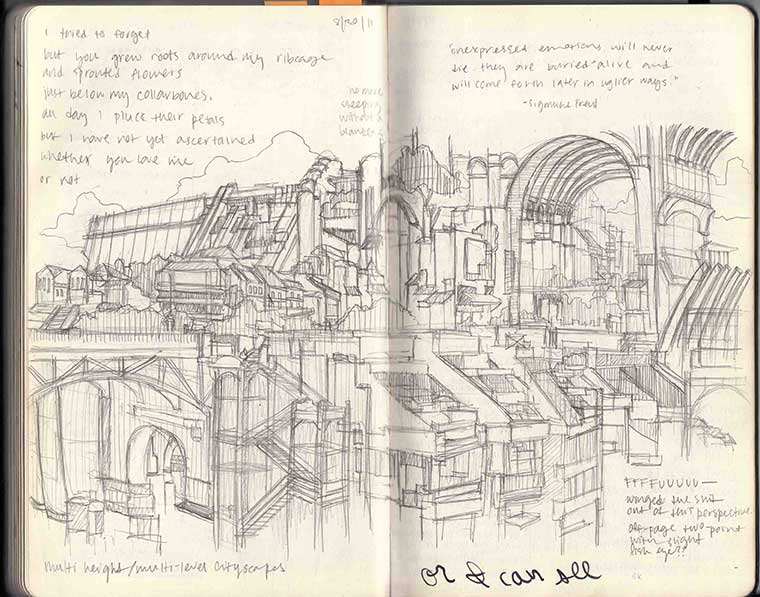 8/20/11
I tried to forget
but you grew roots around my ribcage
and sprouted flowers
just below my collarbones.
all day I pluck their petals
but I have not yet ascertained
whether you love me
or not
no more
sleeping
without a
blanket
"unexpressed emotions will never
die. they are buried alive and
will come forth later in uglier ways."
-Sigmund Freud
FFFFUUUUU—
winged the shit
out of this perspective.
off-page two-point
with slight
fish eye??
multi height/multi-level cityscapes
or I can see